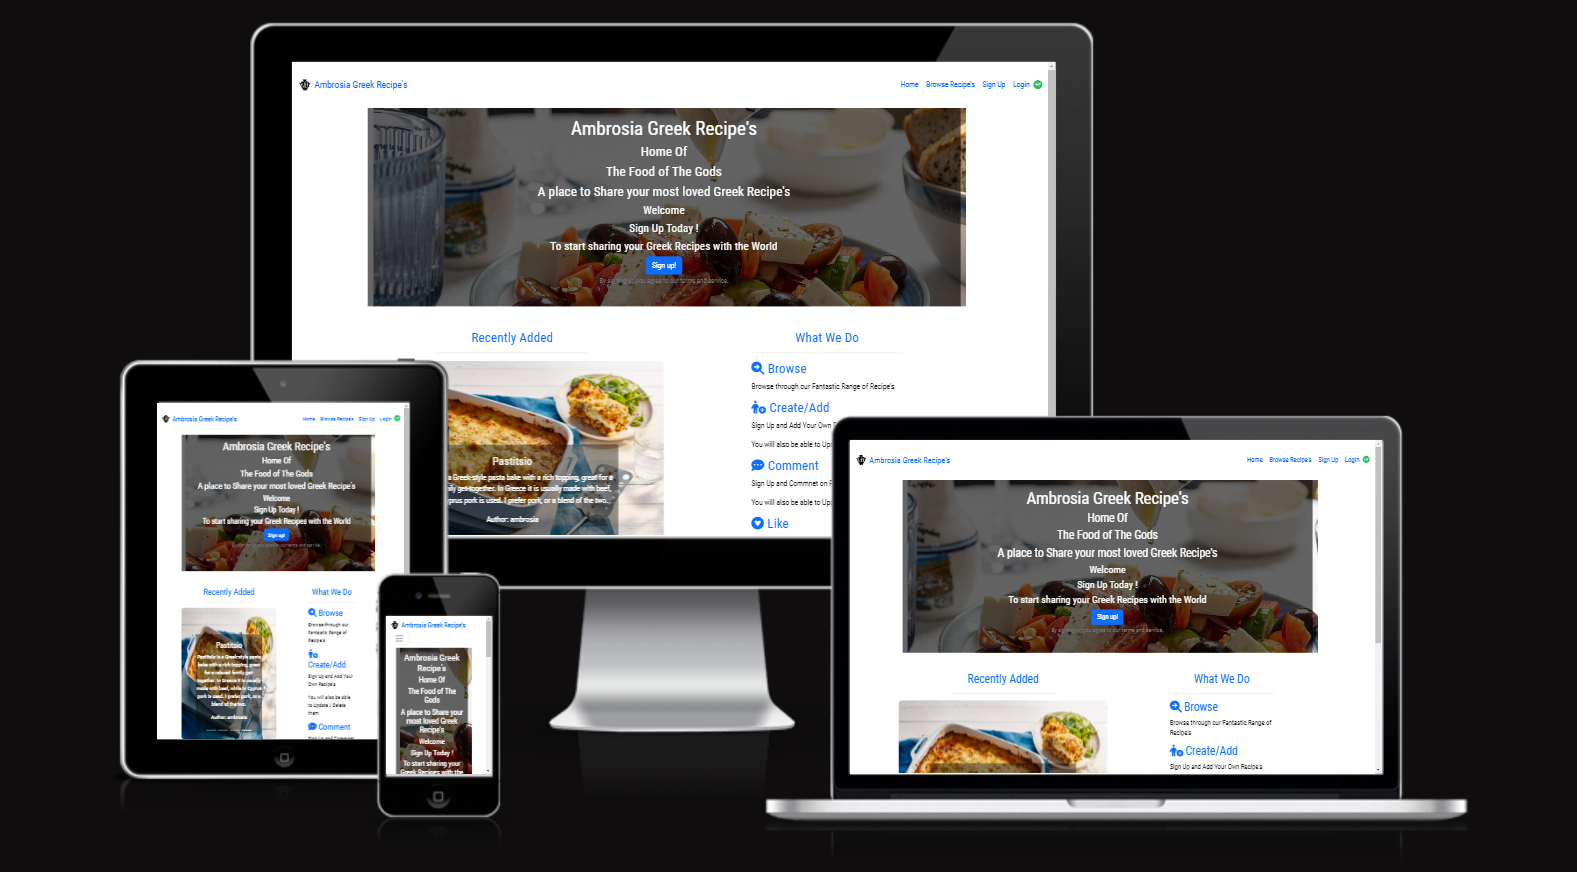 Ambrosia Greek Recipe's
Home Browse Recipe's Sign Up Login
Ambrosia Greek Recipe's
Home Of
The Food of The Gods
A place to Share your most loved Greek Recipe's
Welcome
Sign Up Today !
To start sharing your Greek Recipes with the World
Sign up!
By signing up, you agree to our terms and service.
Recently Added
What We Do
Browse
Browse through our Fantastic Range of Recipe's
Create/Add
Sign Up and Add Your Own
You will also be able to
Comment
Sign Up and Commnet on
You will also be able to
Like
Pastitsio
a Greek-style pasta bake with a rich topping, great for a
get-together. In Greece it is usually made with beef,
pork is used. I prefer pork, or a blend of the two.
Author: ambrosia
Ambrosia Greek Recipe's
Home Browse Recipe's Sign Up Login
Ambrosia Greek Recipe's
Home Of
The Food of The Gods
A place to Share your most loved Greek Recipe's
Welcome
Sign Up Today !
To start sharing your Greek Recipes with the World
Sign up!
Recently Added
What We Do
Browse
Browse through our
Fantastic Range of
Recipe's
Create/Add
Sign Up and Add Your
Own Recipe's
You will also be able
to Update / Delete
them
Comment
Sign Up and Commnet
Pastitsio
Pastitsio is a Greek-style pasta
bake with a rich topping, great
for a relaxed family get-
together. In Greece it is usually
made with beef, while in Cyprus
pork is used. I prefer pork, or a
blend of the two.
Author: ambrosia
Ambrosia Greek Recipe's
Ambrosia Greek
Recipe's
Home Of
The Food of The
Gods
A place to Share your
most loved Greek
Recipe's
Welcome
Sign Up Today !
To start sharing your
Greek Recipes with the
Ambrosia Greek Recipe's
Home Browse Recipe's Sign Up Login
Ambrosia Greek Recipe's
Home Of
The Food of The Gods
A place to Share your most loved Greek Recipe's
Welcome
Sign Up Today !
To start sharing your Greek Recipes with the World
Sign up!
By signing up, you agree to our terms and service.
Recently Added
What We Do
Browse
Browse through our Fantastic Range of
Recipe's
Create/Add
Sign Up and Add Your Own Recipe's